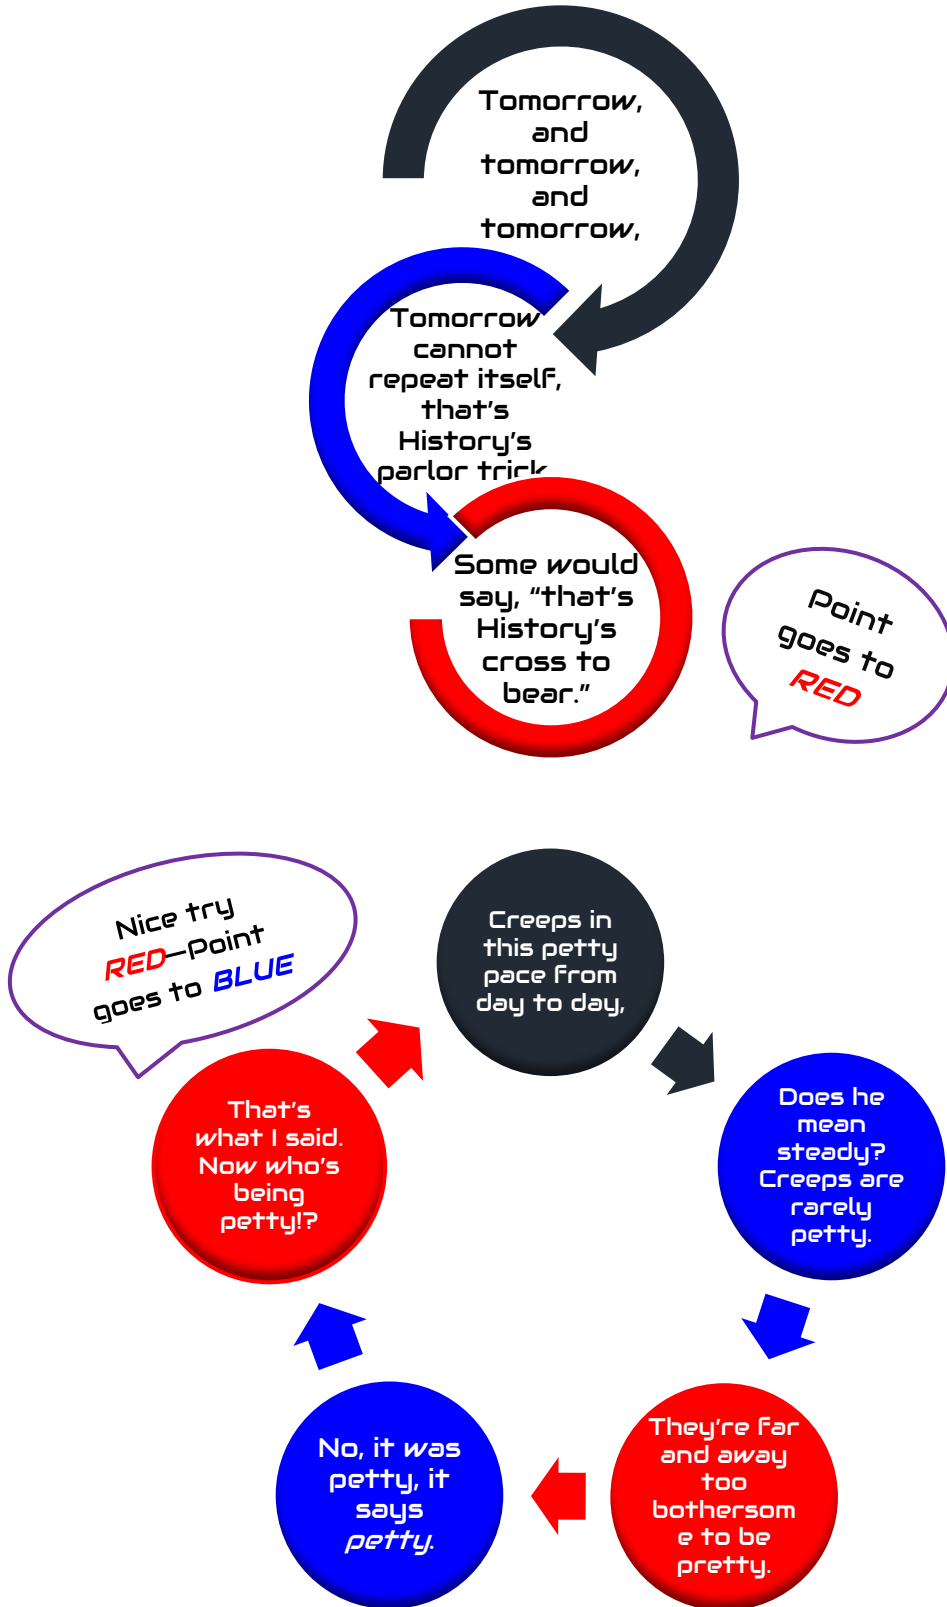 Tomorrow,
and
tomorrow,
and
tomorrow,
Tomorrow
cannot
repeat itself,
that's
History's
parlor trick
Some would
say, “that's
History's
cross to
bear.”
Point
goes to
RED
Nice try
RED—Point
goes to BLUE
Creeps in
this petty
pace from
day to day,
Does he
mean
steady?
Creeps are
rarely
petty.
They're far
and away
too
bothersom
e to be
pretty.
No, it was
petty, it
says
petty.
That's
what I said.
Now who's
being
petty!?